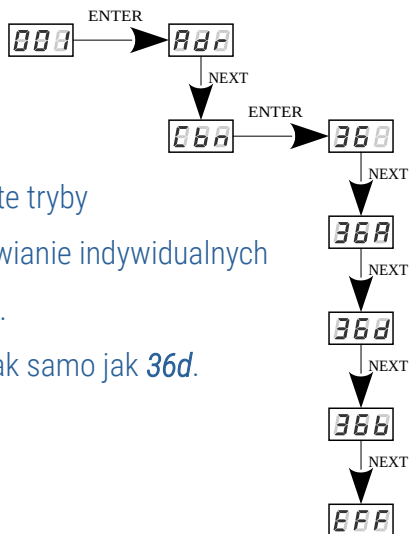 ENTER
001 Adr
NEXT
ENTER
Cbn 36
NEXT
te tryby
36A
wianie indywidualnych
NEXT
.
36d
ak samo jak 36d.
NEXT
36b
NEXT
EFF